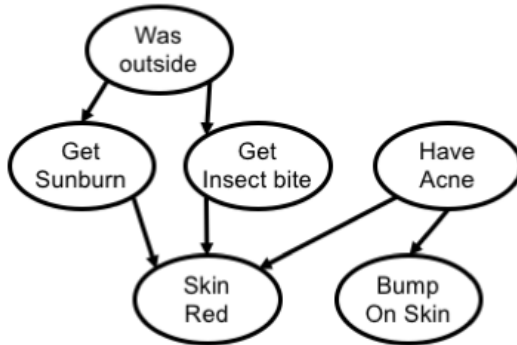 Was
outside
Get
Sunburn
Get
Insect bite
Have
Acne
Skin
Red
Bump
On Skin